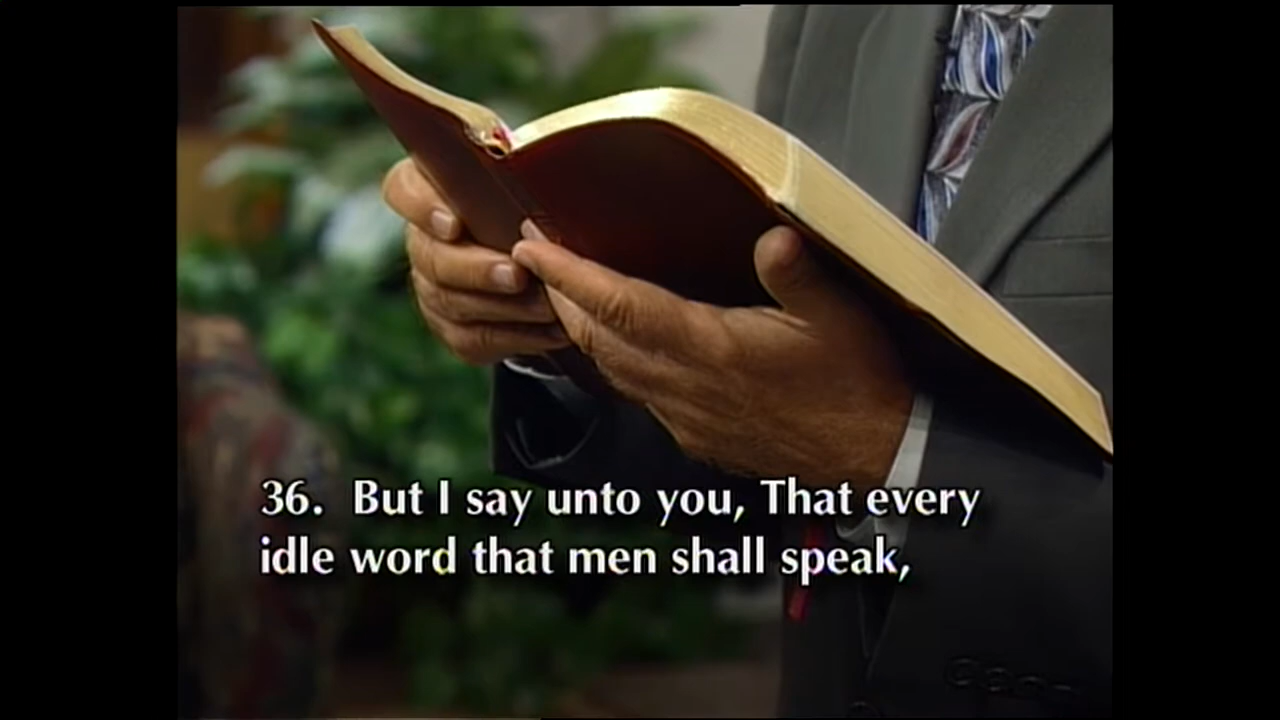 36. But I say unto you, That every
idle word that men shall speak,